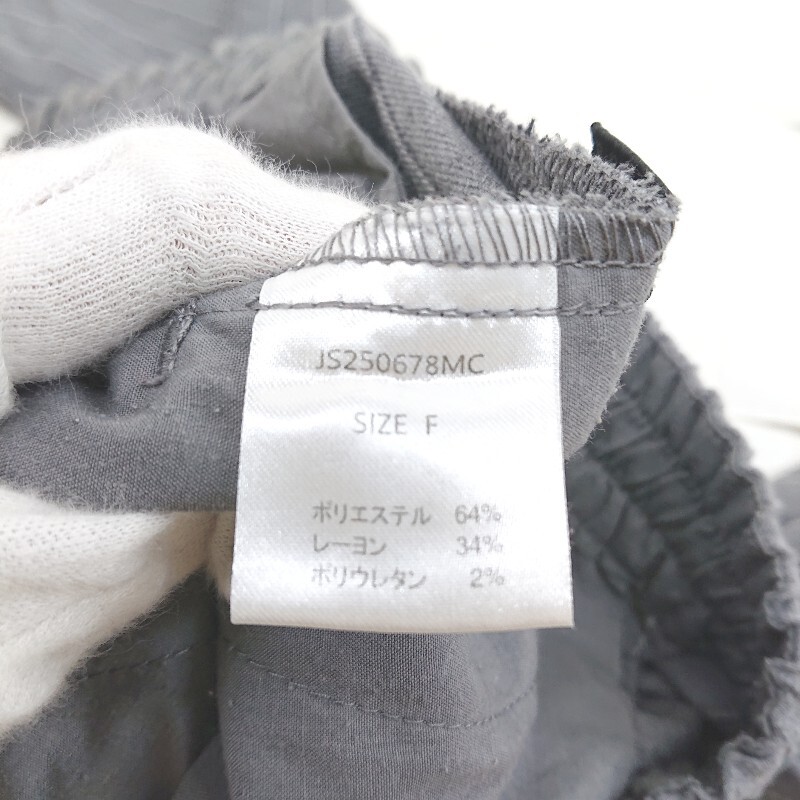 JS250678MC
SIZE F
ポリエステル 64%
レーヨン 34%
ポリウレタン 2%